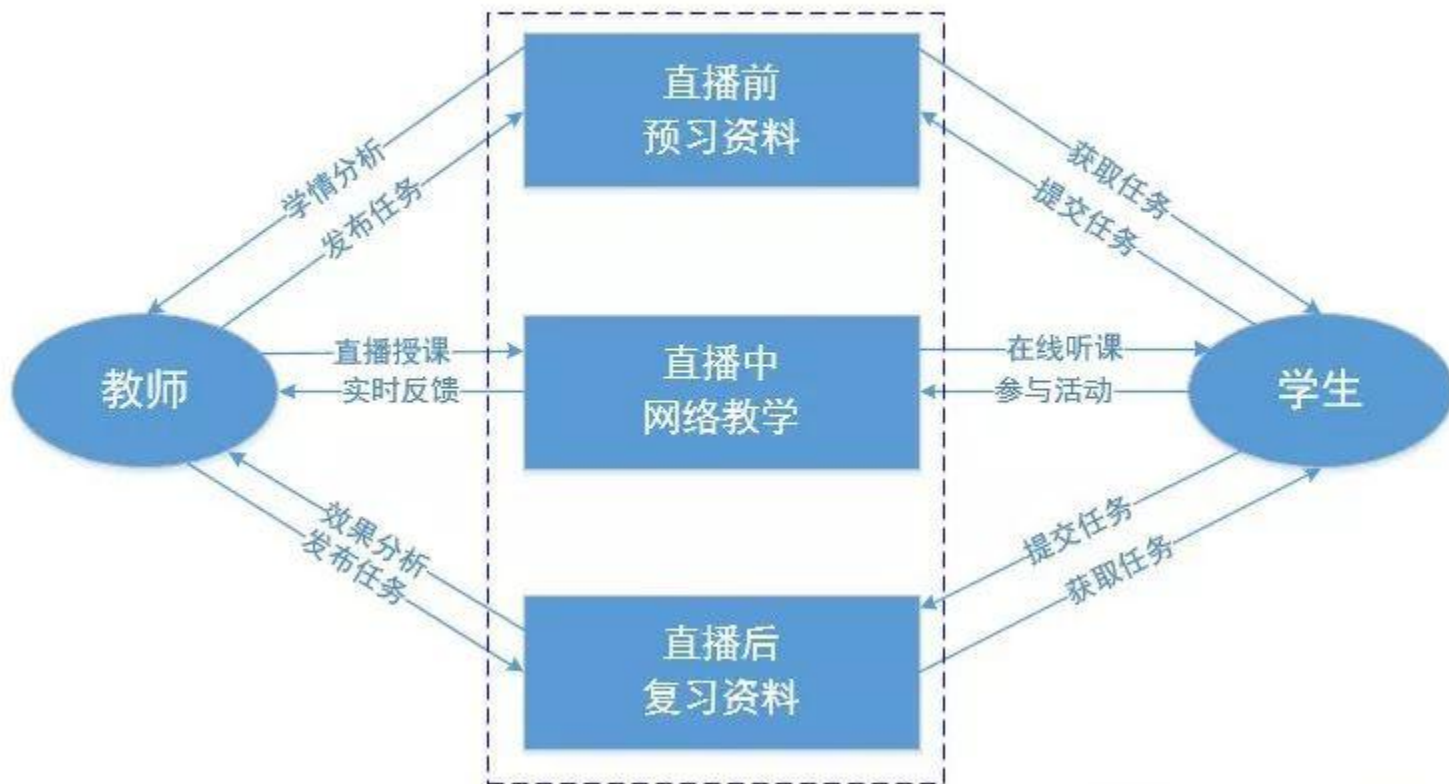 直播前
预习资料
学情分析
发布任务
获取任务
提交任务
直播授课
实时反馈
教师
直播中
网络教学
在线听课
参与活动
学生
效果分析
发布任务
提交任务
获取任务
直播后
复习资料